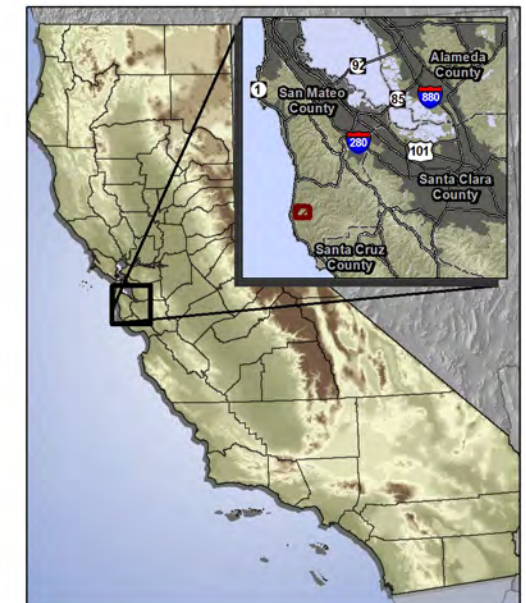 92
Alameda
County
1
San Mateo
County
85
880
280
101
Santa Clara
County
Santa Cruz
County